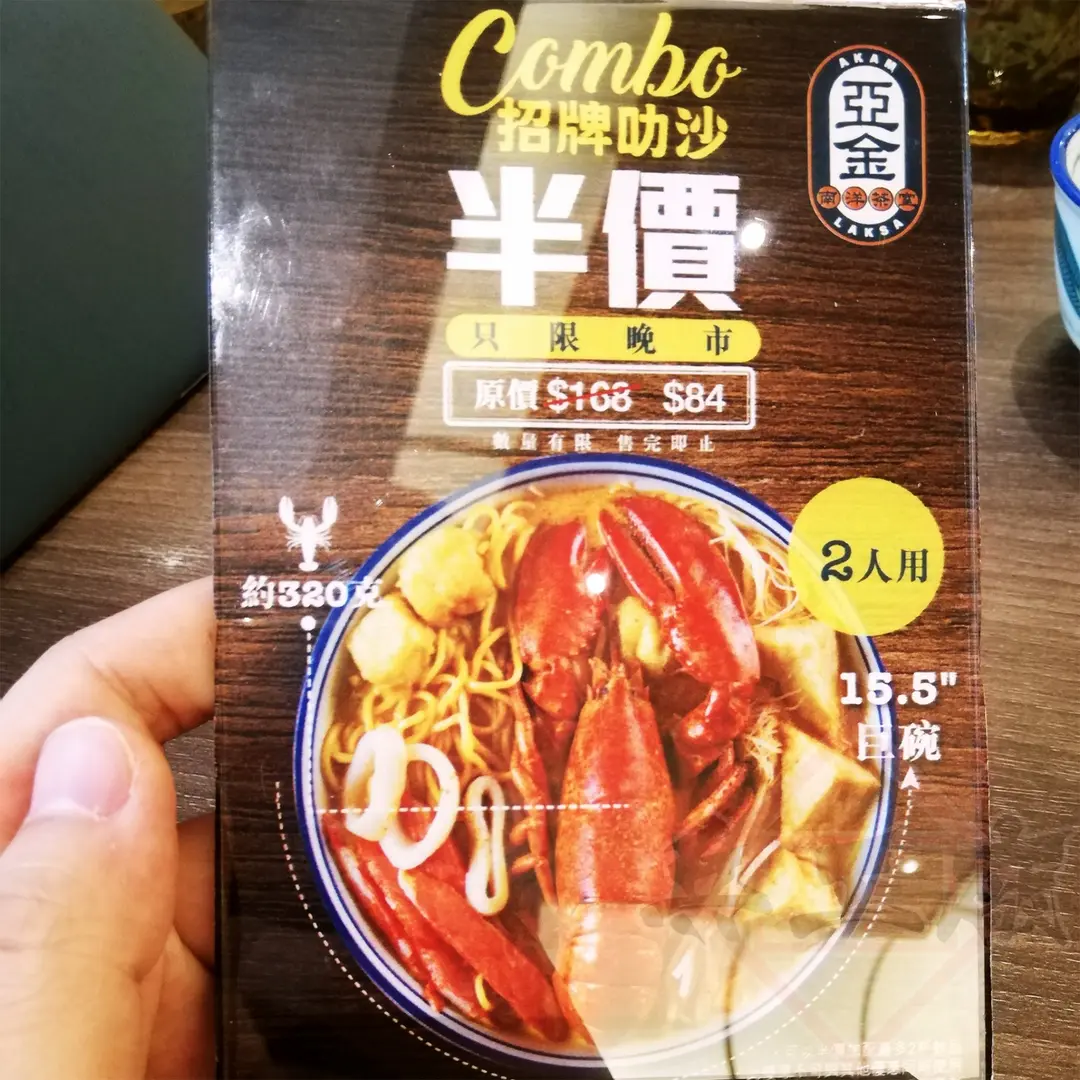 Combo
招牌叻沙
半價
只限晚市
原價 $168 $84
數量有限 售完即止
AKAM
亞金
南洋茶室
LAKSA
約320克
2人用
15.5"
巨碗